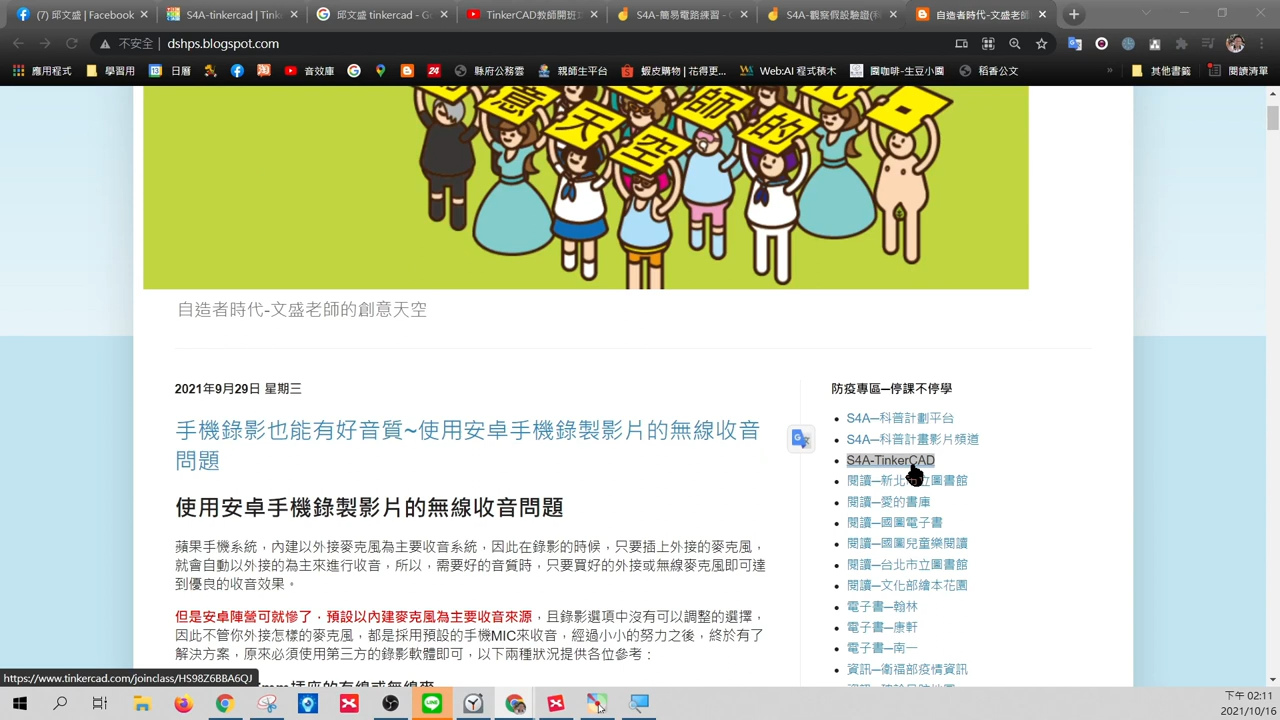 (7) 邱文盛 | Facebook
S4A-tinkercad | Tinke
邱文盛 tinkercad - G
TinkerCAD教師開班
S4A-簡易電路練習 -
S4A-觀察假設驗證(
自造者時代-文盛老師
不安全 | dshps.blogspot.com
應用程式
學習用
日曆
音效庫
縣府公雲
親師生平台
蝦皮購物 | 花得更...
Web:AI 程式積木
稻香公文
其他書籤
閱讀清單
意天空
師的
自造者時代-文盛老師的創意天空
2021年9月29日 星期三
手機錄影也能有好音質~使用安卓手機錄製影片的無線收音
問題
使用安卓手機錄製影片的無線收音問題
蘋果手機系統，內建以外接麥克風為主要收音系統，因此在錄影的時候，只要插上外接的麥克風，
就會自動以外接的為主來進行收音，所以，需要好的音質時，只要買好的外接或無線麥克風即可達
到優良的收音效果。
但是安卓陣營可就慘了，預設以內建麥克風為主要收音來源，且錄影選項中沒有可以調整的選擇，
因此不管你外接怎樣的麥克風，都是採用預設的手機MIC來收音，經過小小的努力之後，終於有了
解決方案，原來必須使用第三方的錄影軟體即可，以下兩種狀況提供各位參考：
防疫專區—停課不停學
S4A—科普計劃平台
S4A—科普計畫影片頻道
S4A-TinkerCAD
閱讀—新北市立圖書館
閱讀—愛的書庫
閱讀—國圖電子書
閱讀—國圖兒童樂閱讀
閱讀—台北市立圖書館
閱讀—文化部繪本花園
電子書—翰林
電子書—康軒
電子書—南一
資訊—衛福部疫情資訊
https://www.tinkercad.com/joinclass/HS98Z6BBA6QJ
下午 02:11
2021/10/16